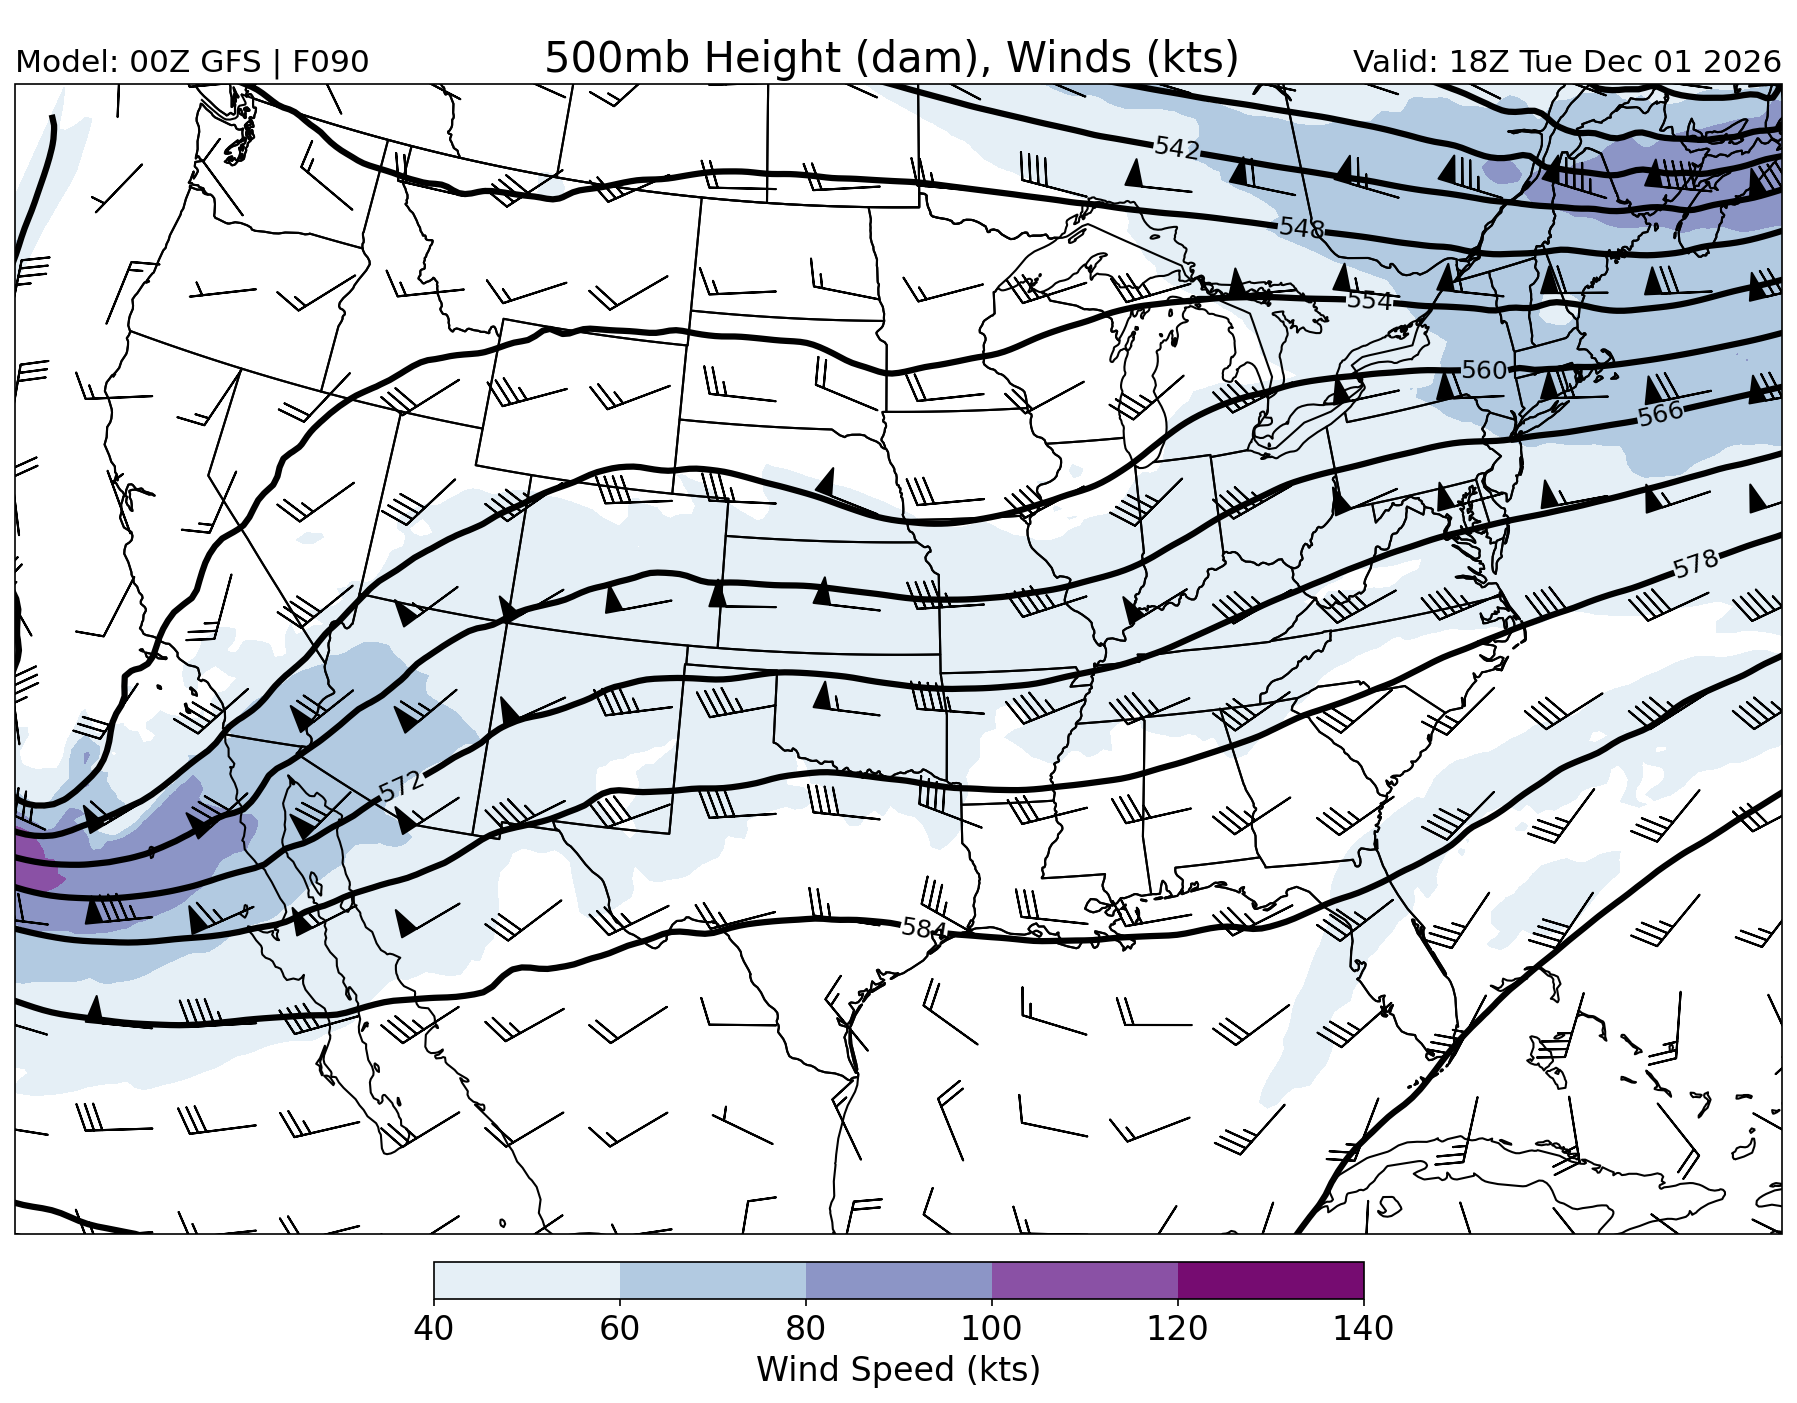 Model: 00Z GFS | F090
500mb Height (dam), Winds (kts)
Valid: 18Z Tue Dec 01 2026
542
548
554
560
566
578
572
584
40 60 80 100 120 140
Wind Speed (kts)